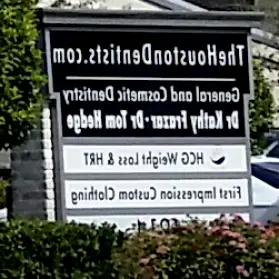 TheHoustonDentists.com
General and Cosmetic Dentistry
Dr Kathy Frazar · Dr Tom Hedge
HCG Weight Loss & HRT
First Impression Custom Clothing